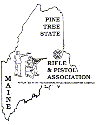 PINE
TREE
STATE
RIFLE
& PISTOL
ASSOCIATION
MAINE